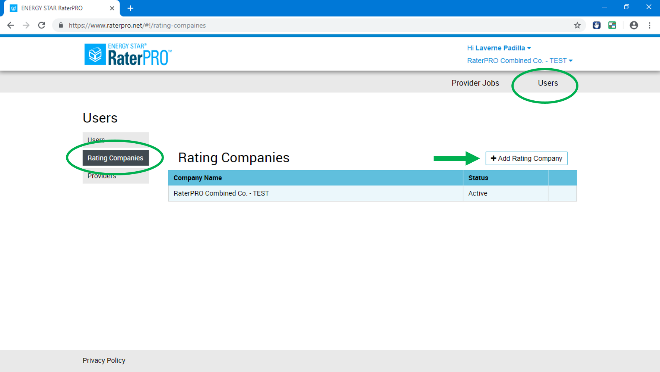 ENERGY STAR RaterPRO
https://www.raterpro.net/#!/rating-compaines
ENERGY STAR®
RaterPRO™
Hi Laverne Padilla
RaterPRO Combined Co. - TEST
Provider Jobs Users
Users
Users
Rating Companies
Providers
Rating Companies
+ Add Rating Company
Company Name Status
RaterPRO Combined Co. - TEST Active
Privacy Policy